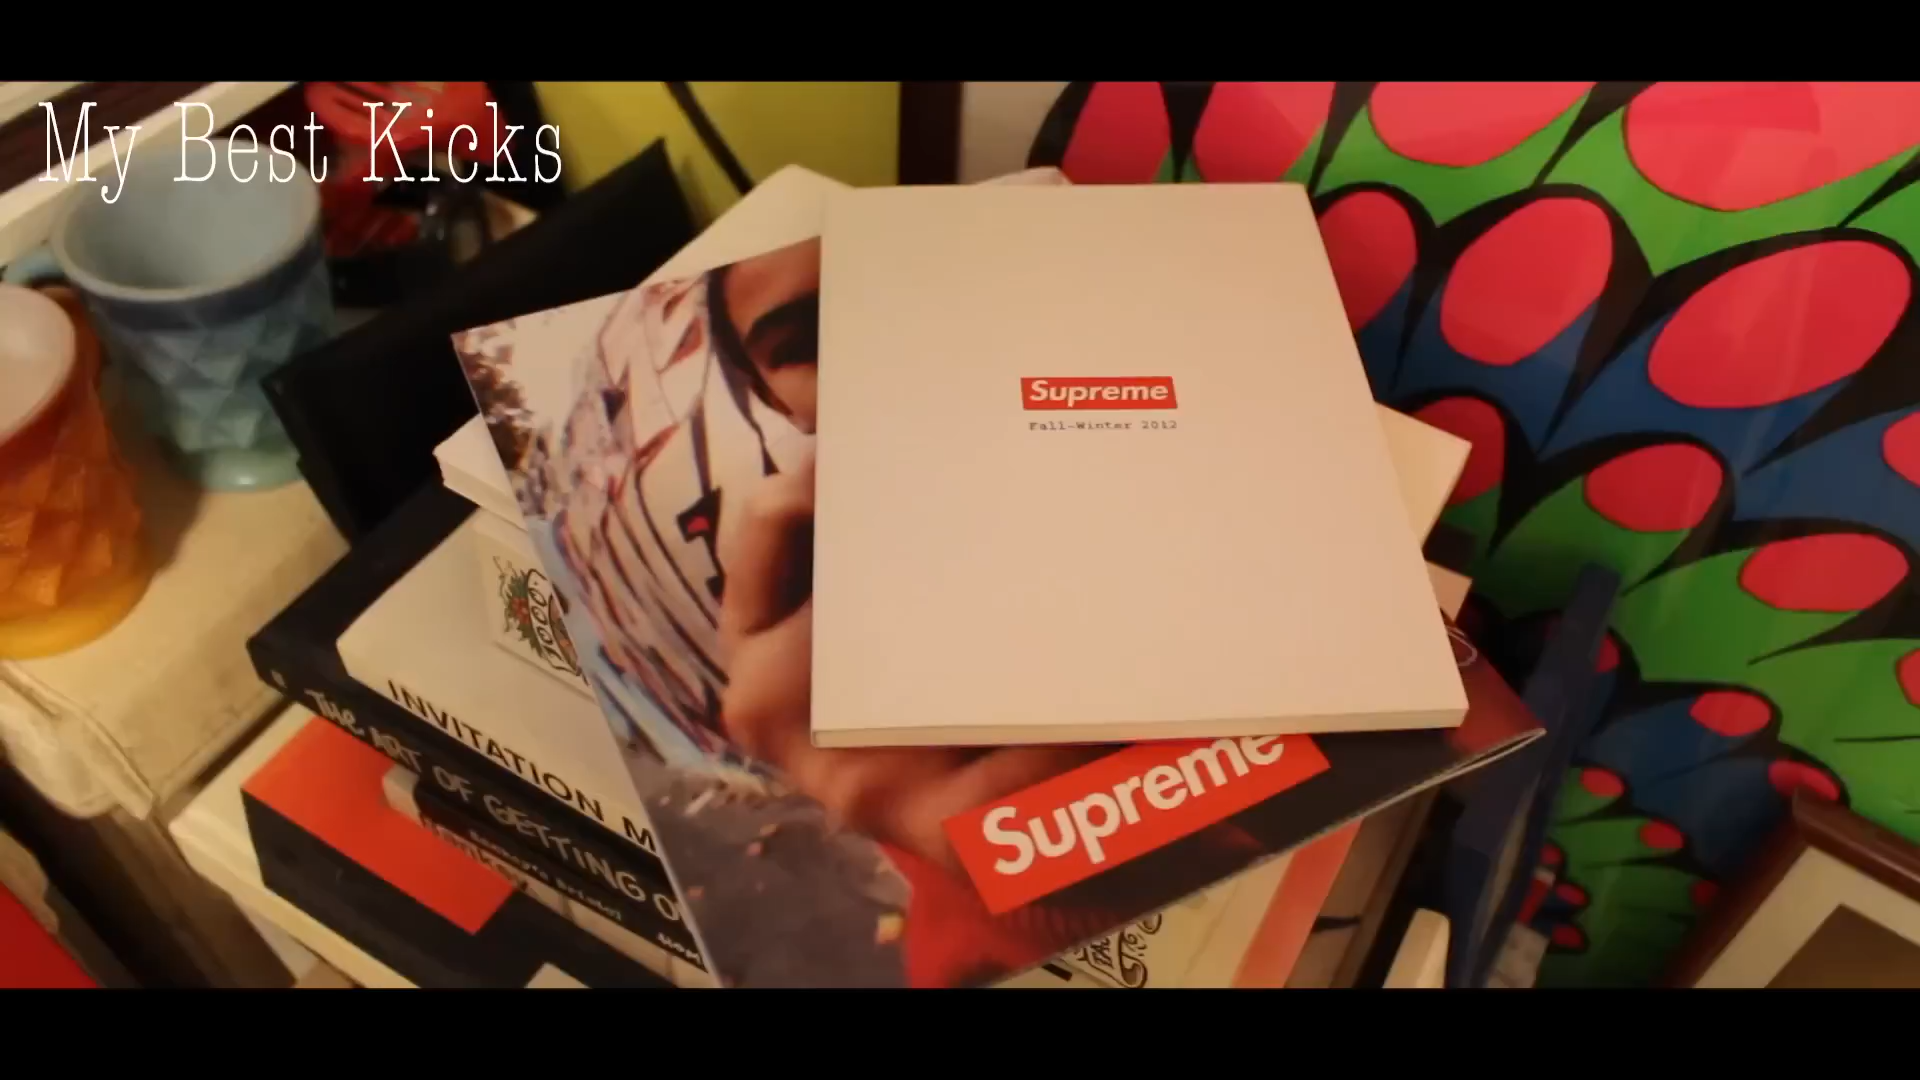 My Best Kicks
Supreme
Fall-Winter 2012
INVITATION M
THE ART OF GETTING O
Supreme